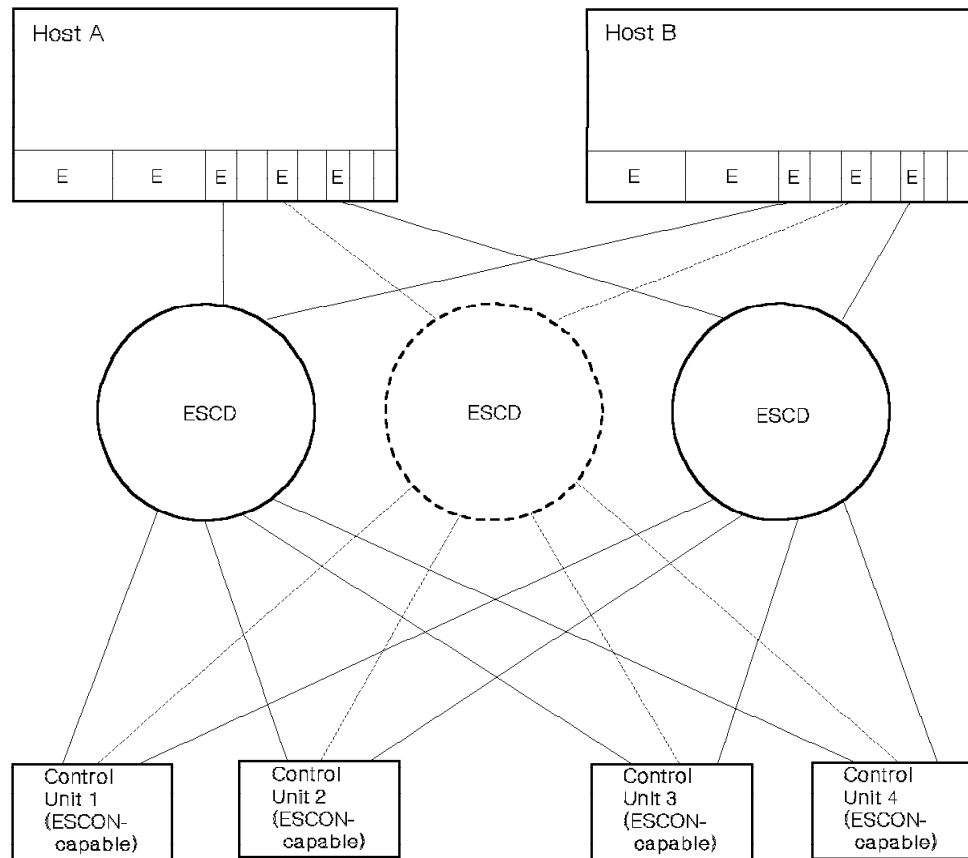 Host A
Host B
E E E E E
E E E E E
ESCD
ESCD
ESCD
Control
Unit 1
(ESCON-
capable)
Control
Unit 2
(ESCON-
capable)
Control
Unit 3
(ESCON-
capable)
Control
Unit 4
(ESCON-
capable)